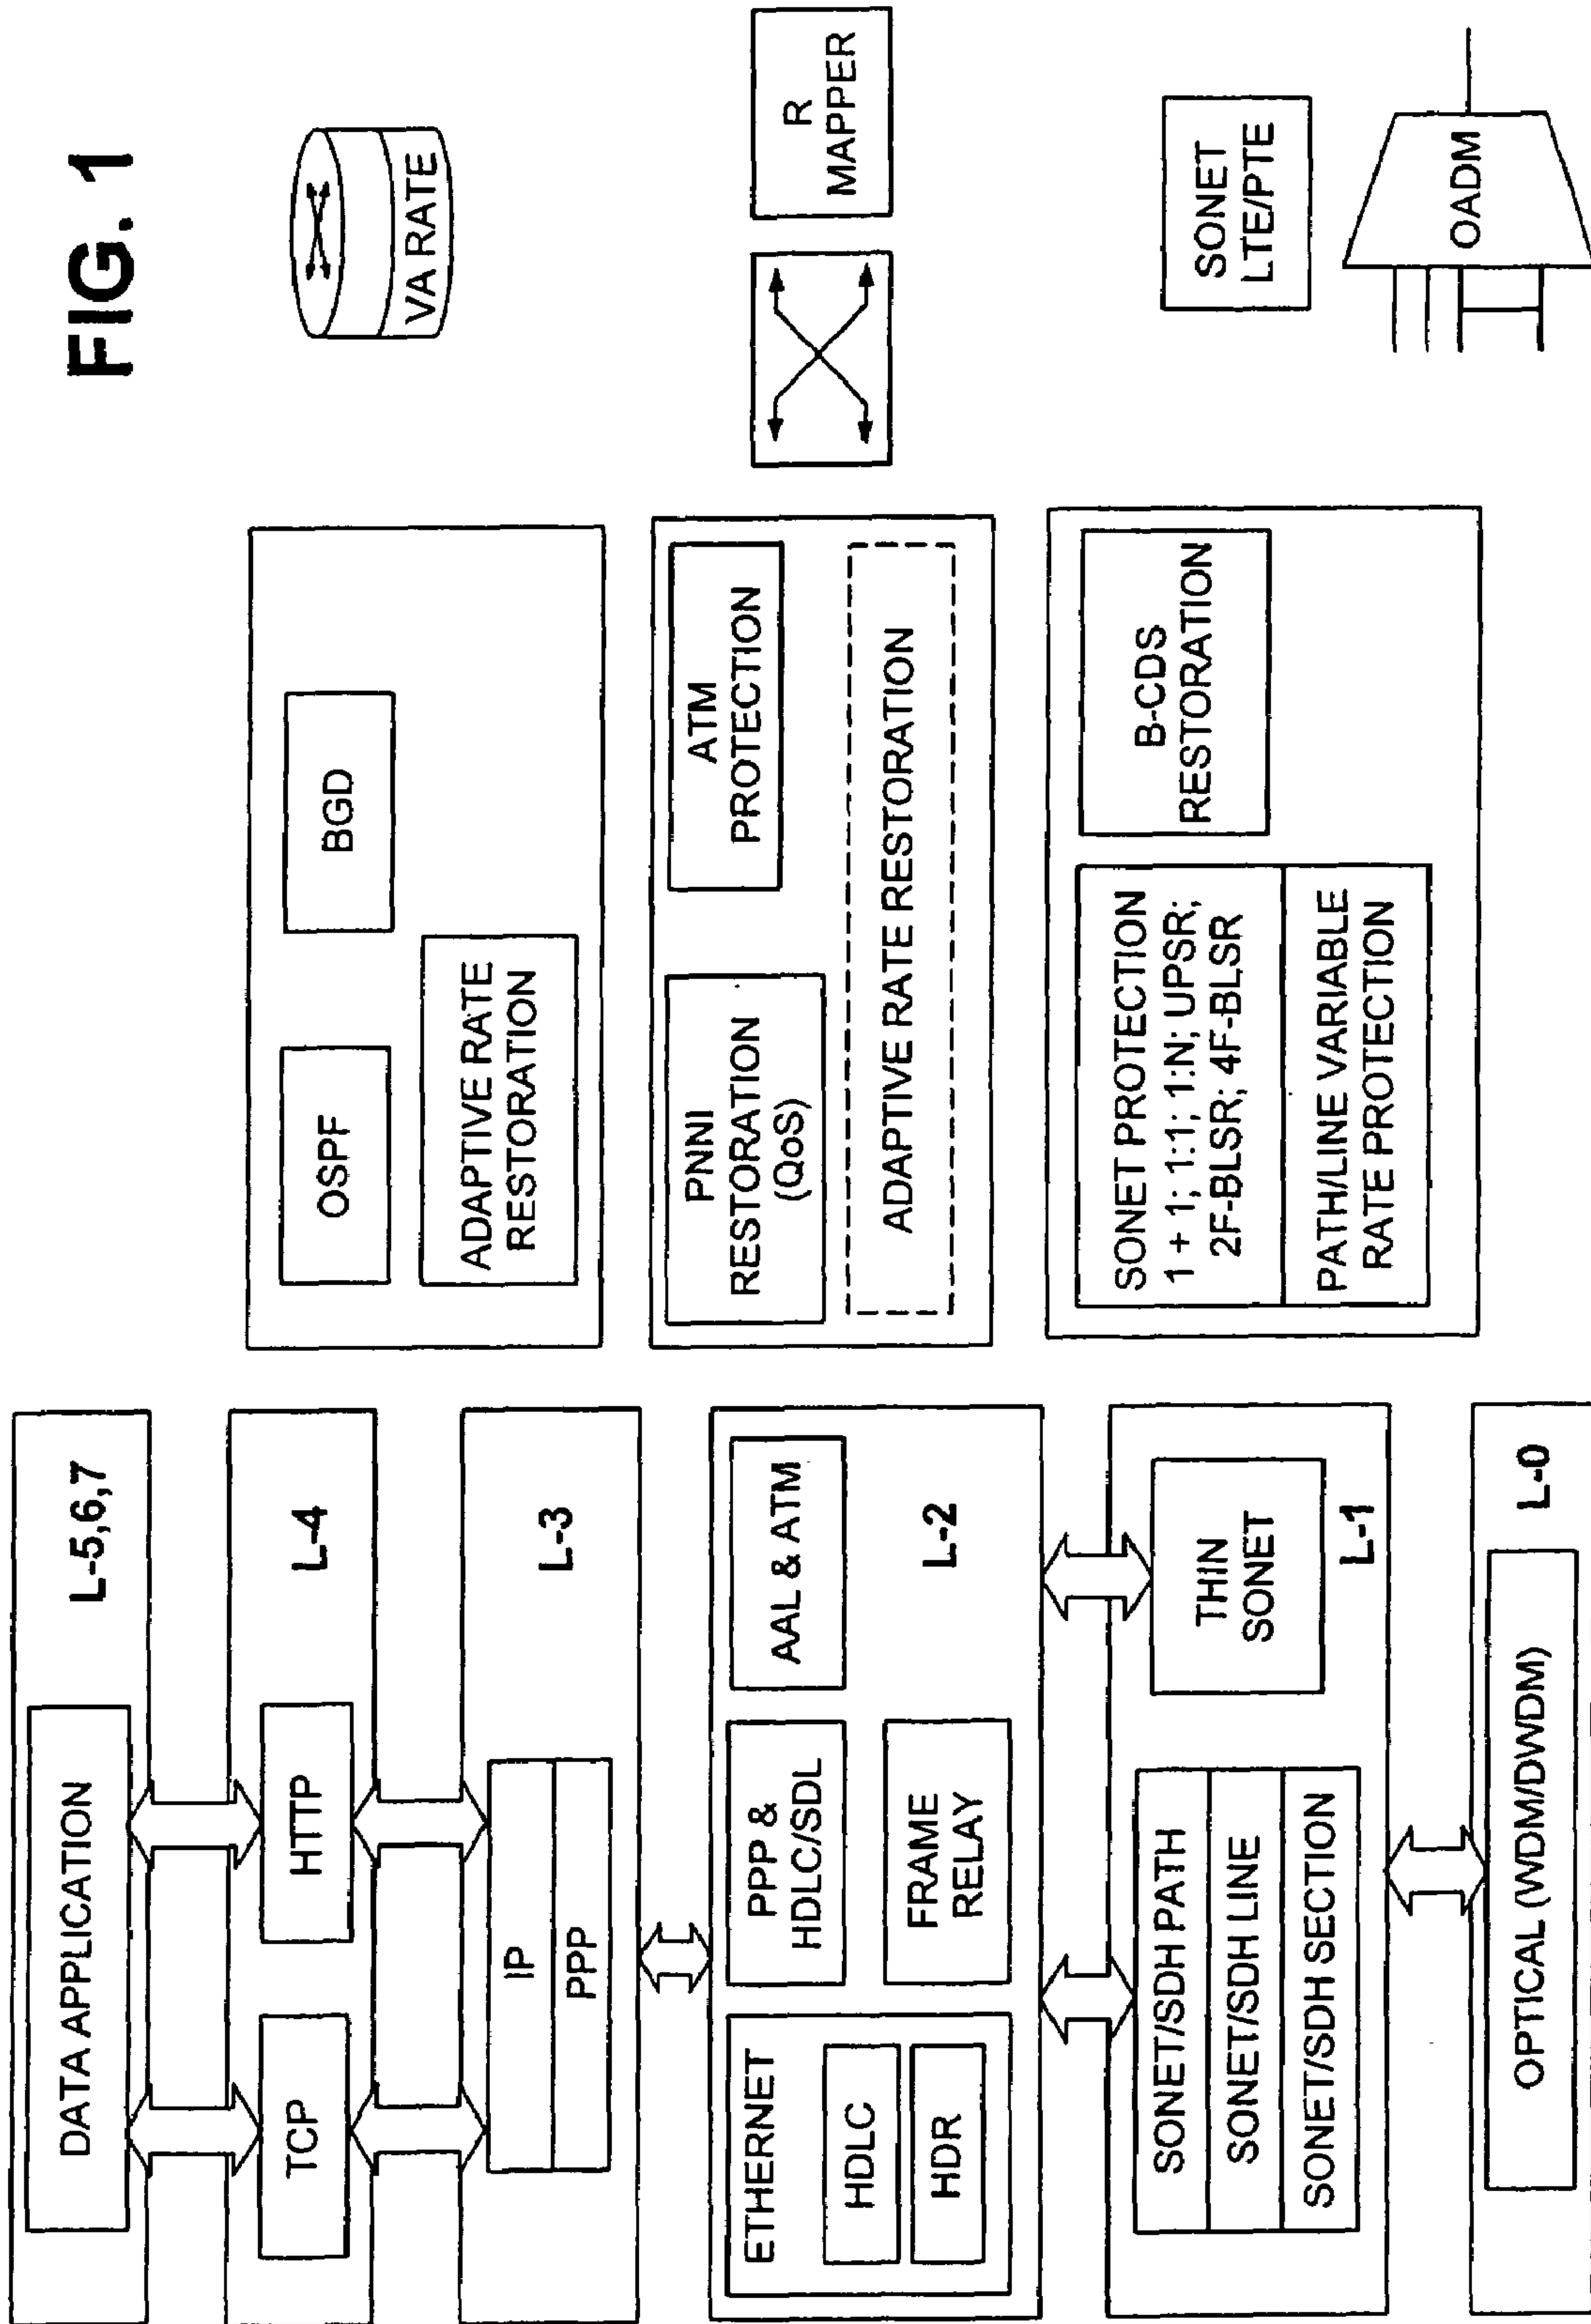 FIG. 1
DATA APPLICATION
L-5,6,7
TCP
HTTP
L-4
IP
PPP
L-3
ETHERNET
HDLC
HDR
PPP &
HDLC/SDL
FRAME
RELAY
AAL & ATM
L-2
SONET/SDH PATH
SONET/SDH LINE
SONET/SDH SECTION
THIN
SONET
L-1
OPTICAL (WDM/DWDM)
L-0
OSPF
BGD
ADAPTIVE RATE
RESTORATION
PNNI
RESTORATION
(QoS)
ATM
PROTECTION
ADAPTIVE RATE RESTORATION
SONET PROTECTION
1 + 1; 1:1; 1:N; UPSR;
2F-BLSR; 4F-BLSR
PATH/LINE VARIABLE
RATE PROTECTION
B-CDS
RESTORATION
VA RATE
R
MAPPER
SONET
LTE/PTE
OADM